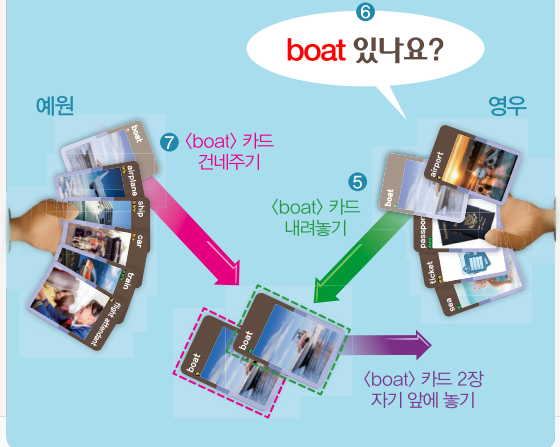 6
boat 있나요?
예원
영우
7 〈boat〉 카드
건네주기
5
〈boat〉 카드
내려놓기
boat
airplane
ship
car
train
flight attendant
airport
boat
passport
ticket
sea
boat
boat
〈boat〉 카드 2장
자기 앞에 놓기